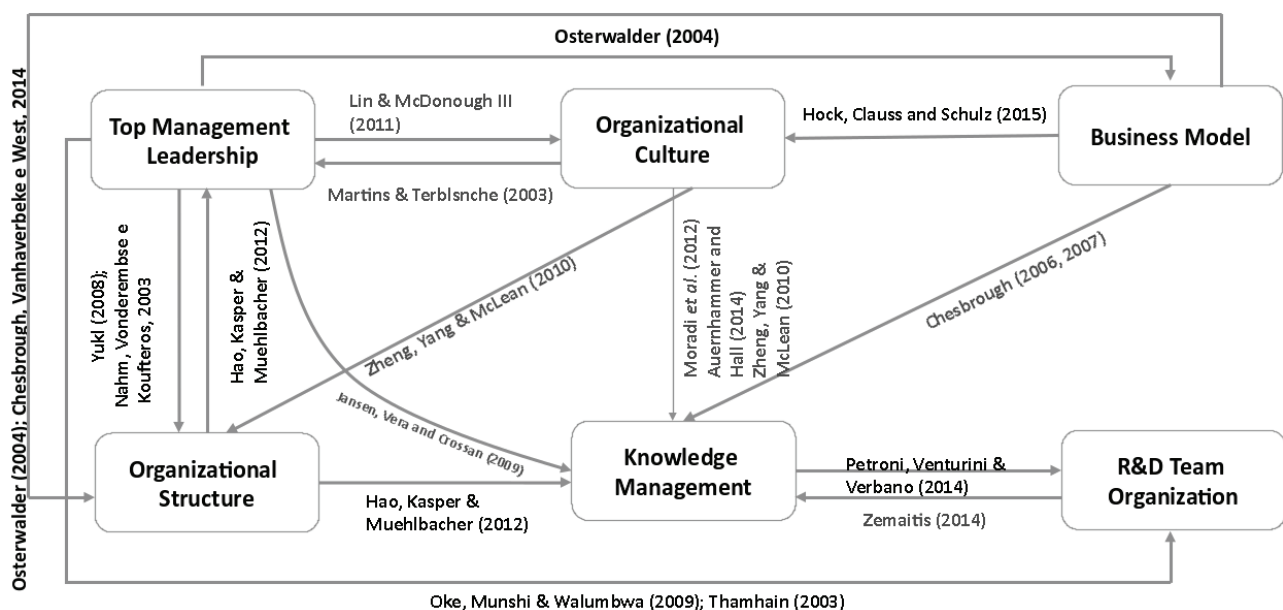 Osterwalder (2004)
Osterwalder (2004); Chesbrough, Vanhaverbeke e West, 2014
Top Management
Leadership
Lin & McDonough III
(2011)
Organizational
Culture
Hock, Clauss and Schulz (2015)
Business Model
Martins & Terblsnche (2003)
Yukl (2008);
Nahm, Vonderembse e
Koufteros, 2003
Hao, Kasper &
Muehlbacher (2012)
Zheng, Yang & McLean (2010)
Moradi et al. (2012)
Auernhammer and
Hall (2014)
Zheng, Yang &
McLean (2010)
Chesbrough (2006, 2007)
Jansen, Vera and Crossan (2009)
Organizational
Structure
Hao, Kasper &
Muehlbacher (2012)
Knowledge
Management
Petroni, Venturini &
Verbano (2014)
Zemaitis (2014)
R&D Team
Organization
Oke, Munshi & Walumbwa (2009); Thamhain (2003)